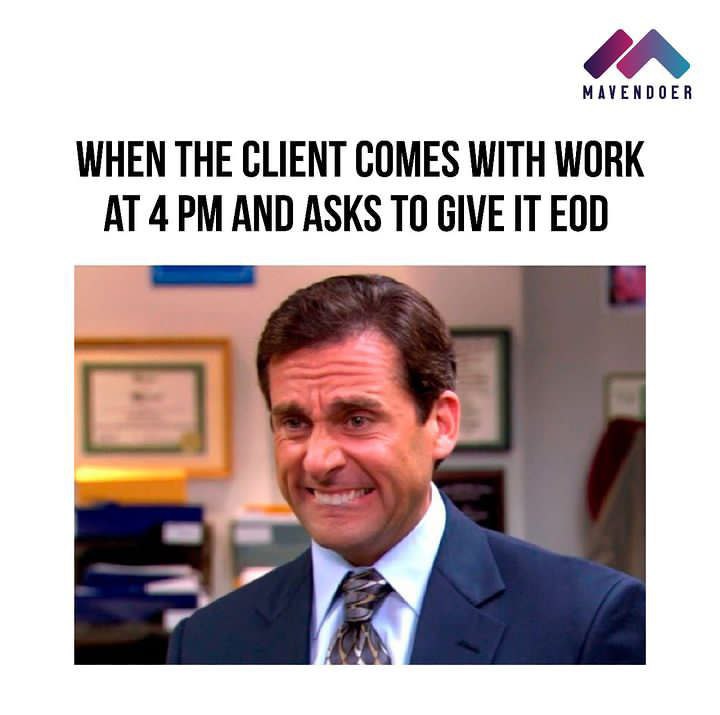 MAVENDOER
WHEN THE CLIENT COMES WITH WORK
AT 4 PM AND ASKS TO GIVE IT EOD